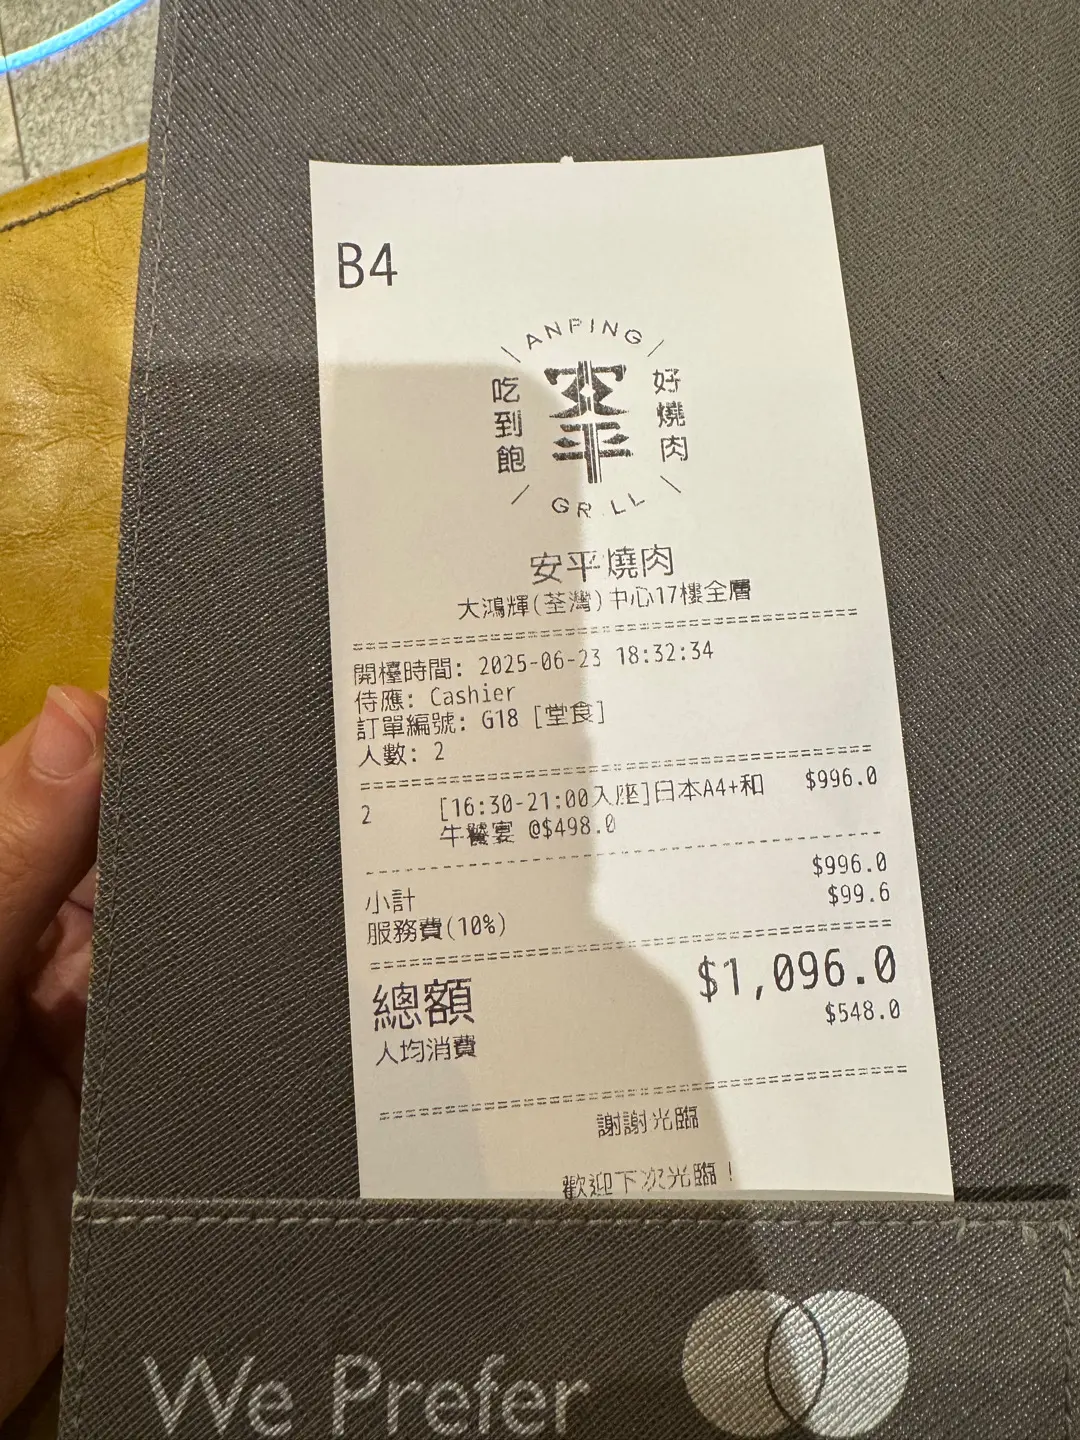 B4
ANPING
吃到飽
安平
好燒肉
GRILL
安平燒肉
大鴻輝(荃灣)中心17樓全層
開檯時間: 2025-06-23 18:32:34
侍應: Cashier
訂單編號: G18 [堂食]
人數: 2
2 [16:30-21:00入座]日本A4+和 $996.0
牛饗宴 @$498.0
小計 $996.0
服務費(10%) $99.6
總額 $1,096.0
人均消費 $548.0
謝謝光臨
歡迎下次光臨!
We Prefer